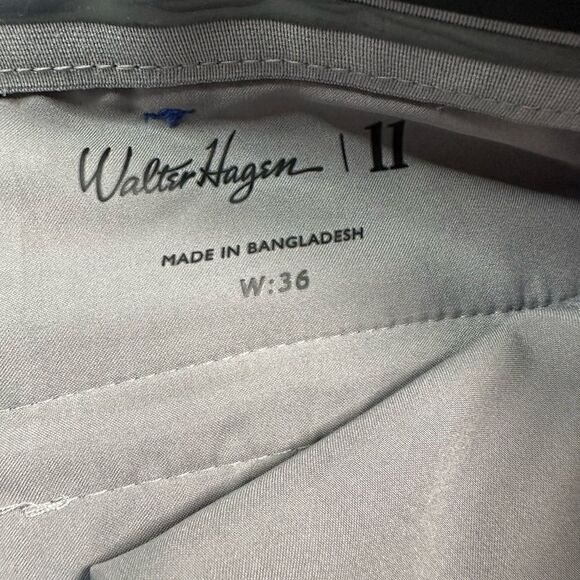 Walter Hagen | 11
MADE IN BANGLADESH
W:36